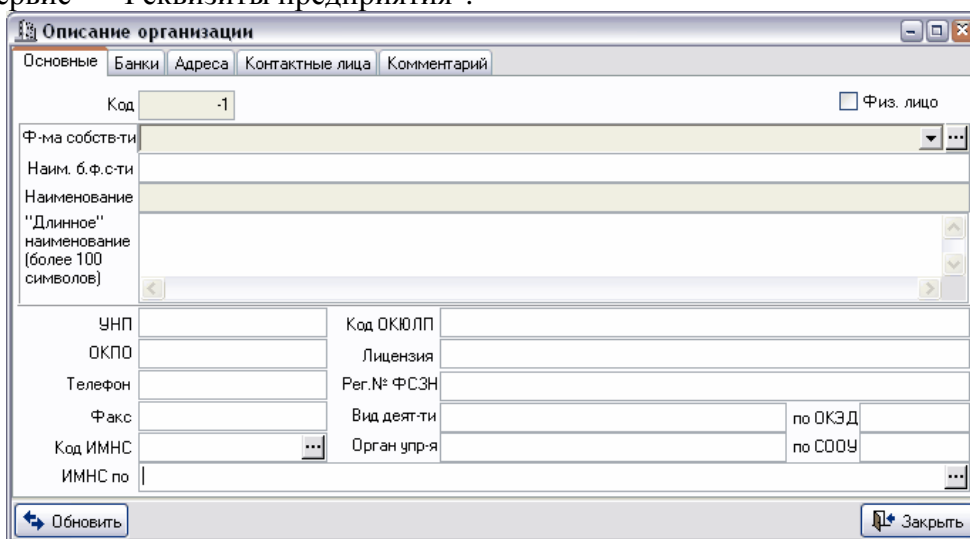 "Реквизиты предприятия".
Описание организации
Основные Банки Адреса Контактные лица Комментарий
Код -1 Физ. лицо
Ф-ма собств-ти
Наим. б.ф.с-ти
Наименование
"Длинное"
наименование
(более 100
символов)
УНП Код ОКЮЛП
ОКПО Лицензия
Телефон Рег.№ ФСЗН
Факс Вид деят-ти по ОКЭД
Код ИМНС Орган упр-я по СООУ
ИМНС по
Обновить Закрыть